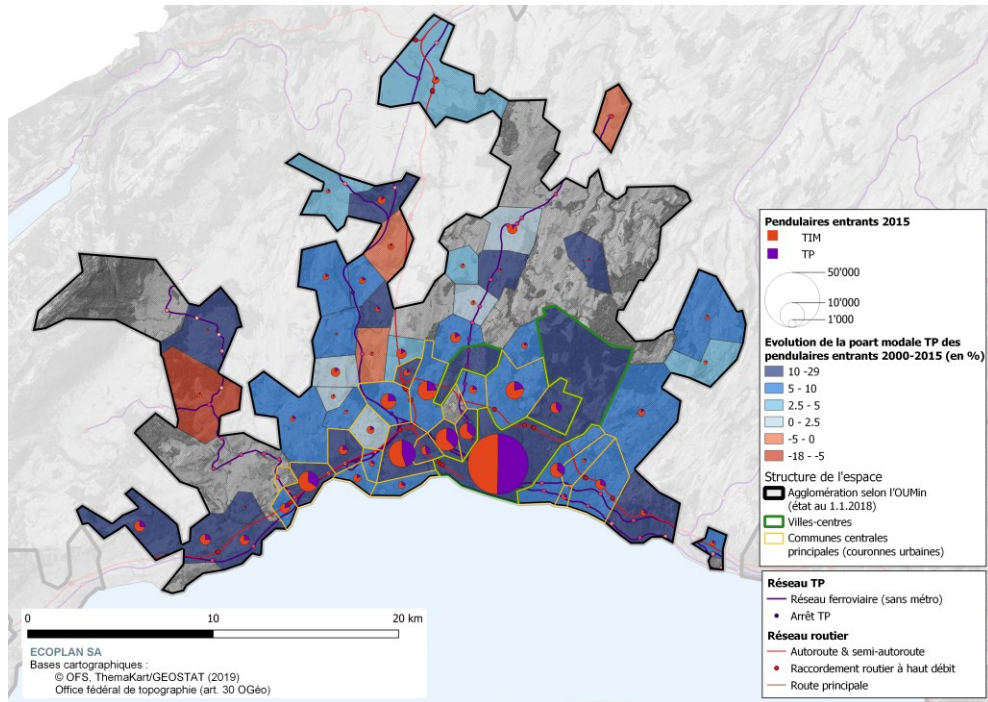 Pendulaires entrants 2015
TIM
TP
50'000
10'000
1'000
Evolution de la poart modale TP des
pendulaires entrants 2000-2015 (en %)
10 -29
5 - 10
2.5 - 5
0 - 2.5
-5 - 0
-18 - -5
Structure de l'espace
Agglomération selon l'OUMin
(état au 1.1.2018)
Villes-centres
Communes centrales
principales (couronnes urbaines)
Réseau TP
Réseau ferroviaire (sans métro)
Arrêt TP
Réseau routier
Autoroute & semi-autoroute
Raccordement routier à haut débit
Route principale
0 10 20 km
ECOPLAN SA
Bases cartographiques :
© OFS, ThemaKart/GEOSTAT (2019)
Office fédéral de topographie (art. 30 OGéo)